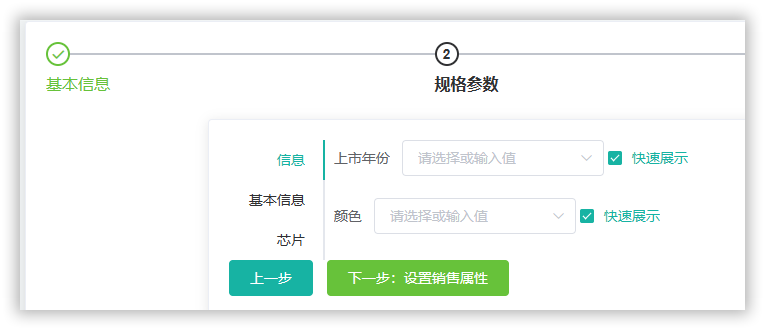 2
基本信息 规格参数
信息 上市年份 请选择或输入值 快速展示
基本信息
颜色 请选择或输入值 快速展示
芯片
上一步 下一步：设置销售属性